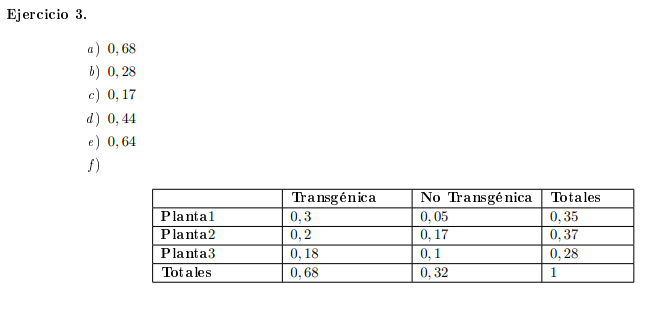 Ejercicio 3.
a) 0,68
b) 0,28
c) 0,17
d) 0,44
e) 0,64
f)
Transgénica No Transgénica Totales
Planta1 0,3 0,05 0,35
Planta2 0,2 0,17 0,37
Planta3 0,18 0,1 0,28
Totales 0,68 0,32 1